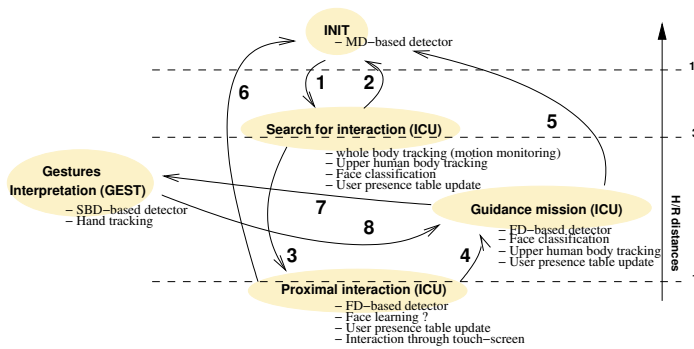 INIT
– MD-based detector
1
1
2
6
5
Search for interaction (ICU)
3
– whole body tracking (motion monitoring)
– Upper human body tracking
– Face classification
– User presence table update
Gestures
Interpretation (GEST)
– SBD-based detector
– Hand tracking
7
8
Guidance mission (ICU)
– FD-based detector
– Face classification
– Upper human body tracking
– User presence table update
H/R distances
3
4
Proximal interaction (ICU)
– FD-based detector
– Face learning ?
– User presence table update
– Interaction through touch-screen